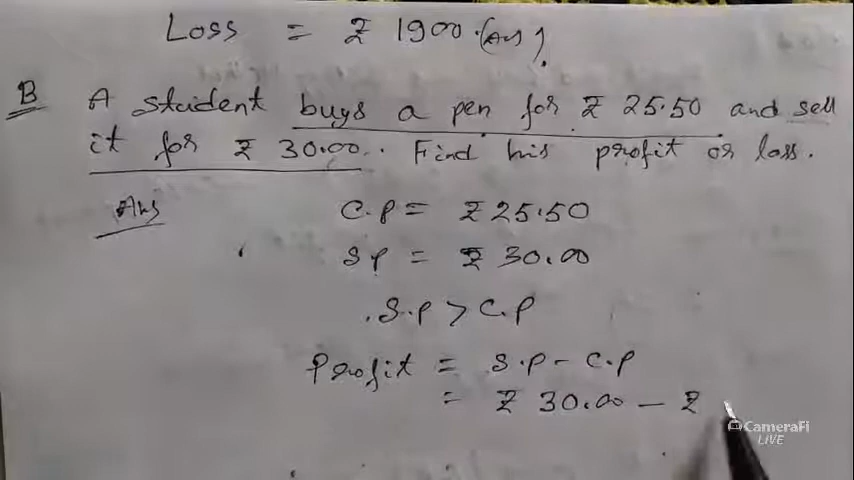 Loss = ₹ 1900.(Ans).
B A student buys a pen for ₹ 25.50 and sell
it for ₹ 30.00. Find his profit or loss.
Ans C.P = ₹ 25.50
S P = ₹ 30.00
S.P > C.P
Profit = S.P - C.P
= ₹ 30.00 - ₹
CameraFi
LIVE